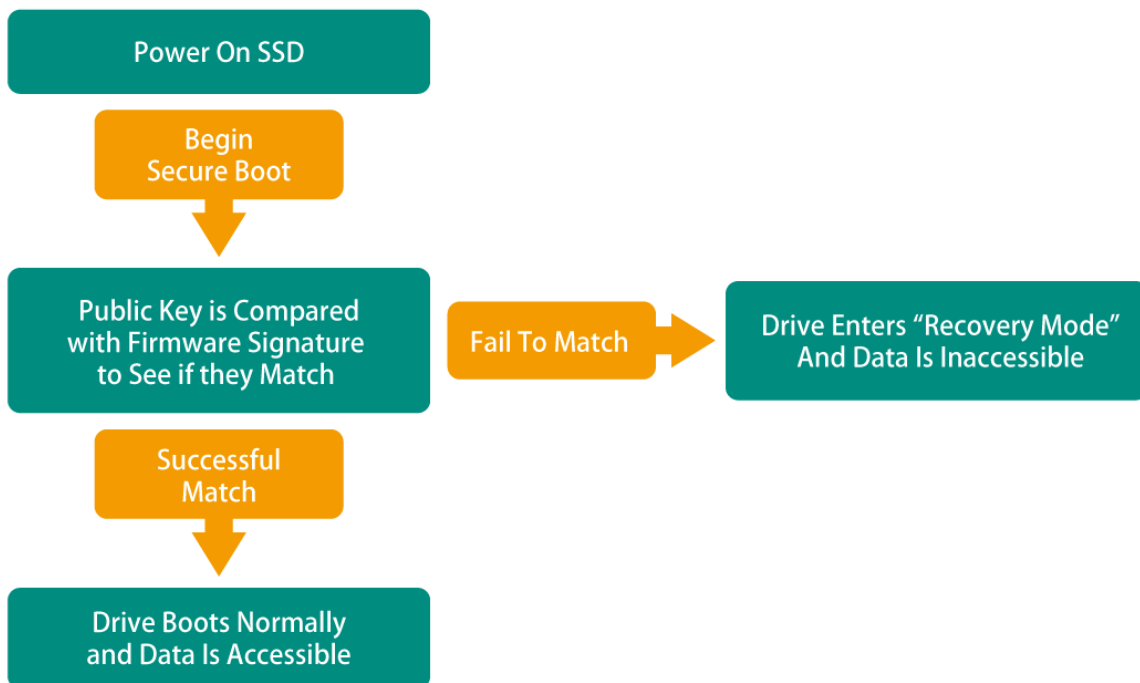 Power On SSD
Begin
Secure Boot
Public Key is Compared
with Firmware Signature
to See if they Match
Fail To Match
Drive Enters “Recovery Mode”
And Data Is Inaccessible
Successful
Match
Drive Boots Normally
and Data Is Accessible